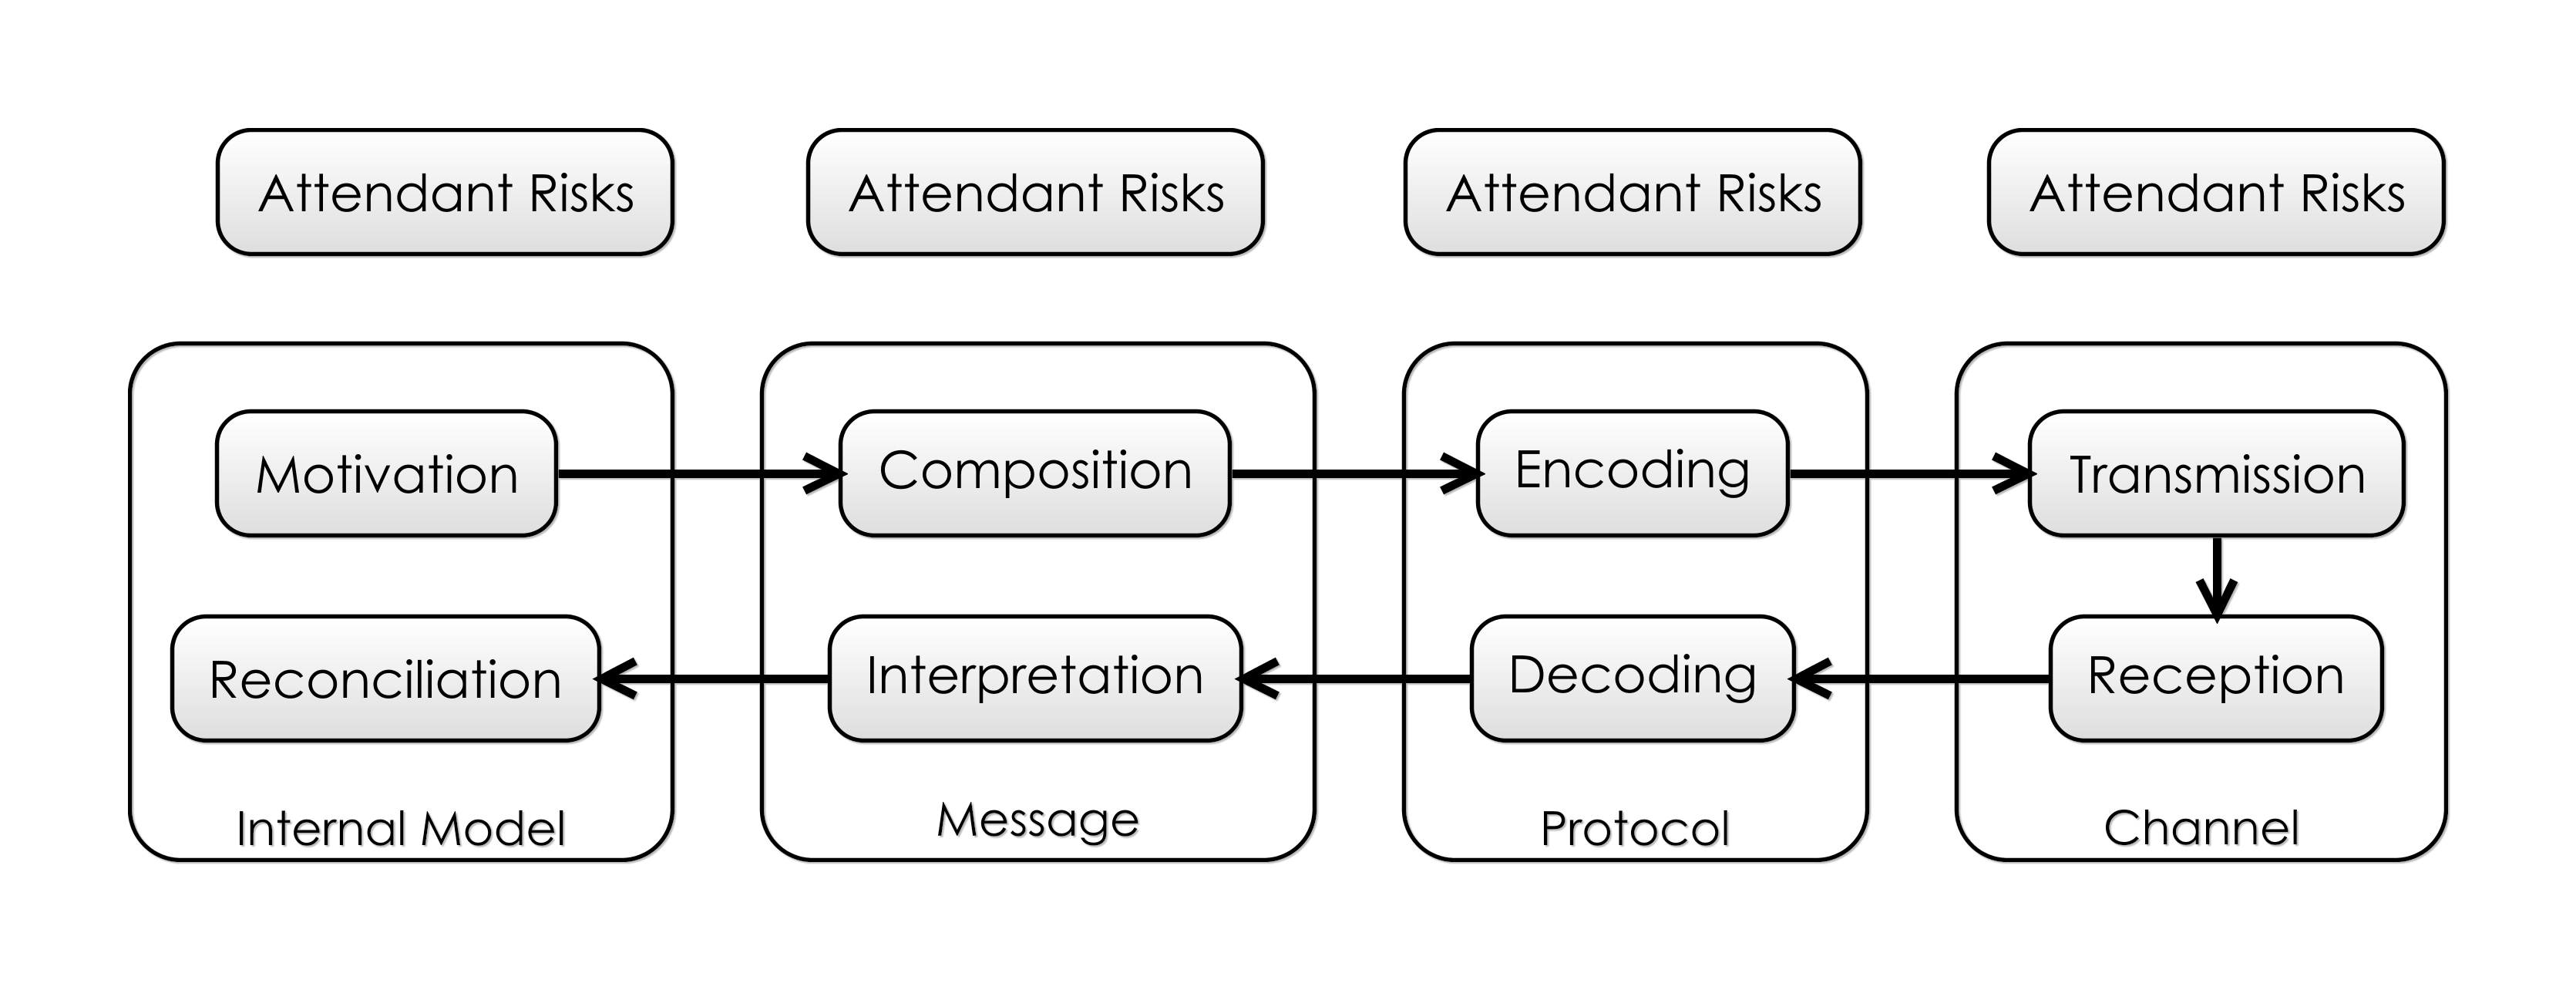 Attendant Risks
Attendant Risks
Attendant Risks
Attendant Risks
Motivation
Composition
Encoding
Transmission
Reconciliation
Interpretation
Decoding
Reception
Internal Model
Message
Protocol
Channel